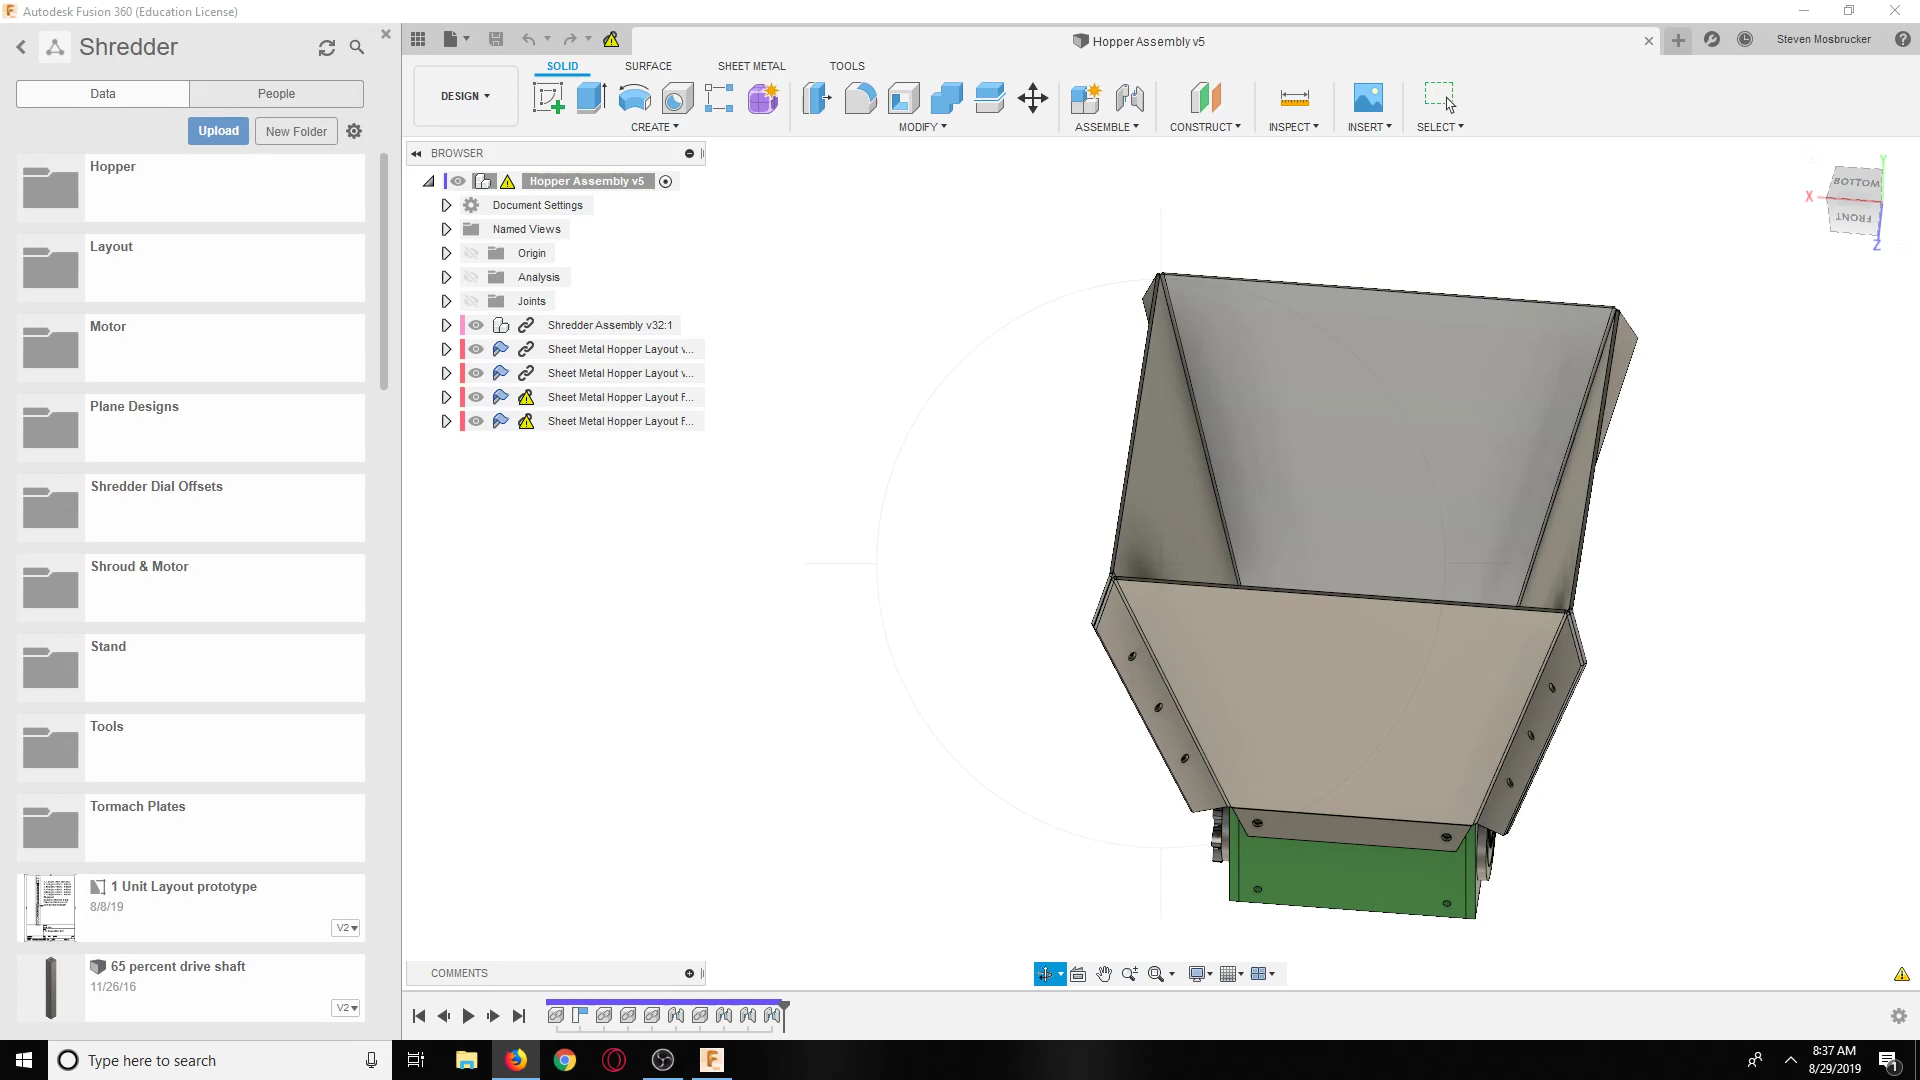 Autodesk Fusion 360 (Education License)
Shredder
Data
People
Upload
New Folder
Hopper
Layout
Motor
Plane Designs
Shredder Dial Offsets
Shroud & Motor
Stand
Tools
Tormach Plates
1 Unit Layout prototype
8/8/19
V2
65 percent drive shaft
11/26/16
V2
Hopper Assembly v5
Steven Mosbrucker
DESIGN
SOLID
SURFACE
SHEET METAL
TOOLS
CREATE
MODIFY
ASSEMBLE
CONSTRUCT
INSPECT
INSERT
SELECT
BROWSER
Hopper Assembly v5
Document Settings
Named Views
Origin
Analysis
Joints
Shredder Assembly v32:1
Sheet Metal Hopper Layout v...
Sheet Metal Hopper Layout v...
Sheet Metal Hopper Layout F...
Sheet Metal Hopper Layout F...
Y
BOTTOM
X
FRONT
Z
COMMENTS
Type here to search
8:37 AM
8/29/2019
1